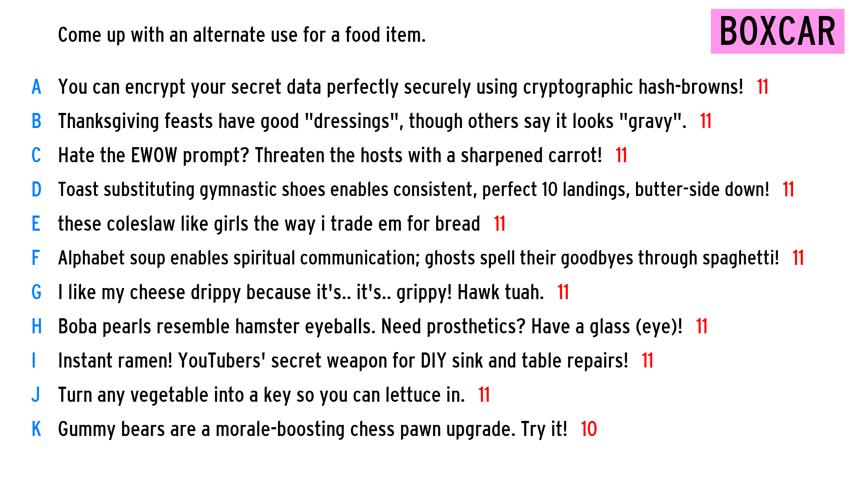 Come up with an alternate use for a food item.
BOXCAR
A You can encrypt your secret data perfectly securely using cryptographic hash-browns! 11
B Thanksgiving feasts have good "dressings", though others say it looks "gravy". 11
C Hate the EWOW prompt? Threaten the hosts with a sharpened carrot! 11
D Toast substituting gymnastic shoes enables consistent, perfect 10 landings, butter-side down! 11
E these coleslaw like girls the way i trade em for bread 11
F Alphabet soup enables spiritual communication; ghosts spell their goodbyes through spaghetti! 11
G I like my cheese drippy because it's.. it's.. grippy! Hawk tuah. 11
H Boba pearls resemble hamster eyeballs. Need prosthetics? Have a glass (eye)! 11
I Instant ramen! YouTubers' secret weapon for DIY sink and table repairs! 11
J Turn any vegetable into a key so you can lettuce in. 11
K Gummy bears are a morale-boosting chess pawn upgrade. Try it! 10